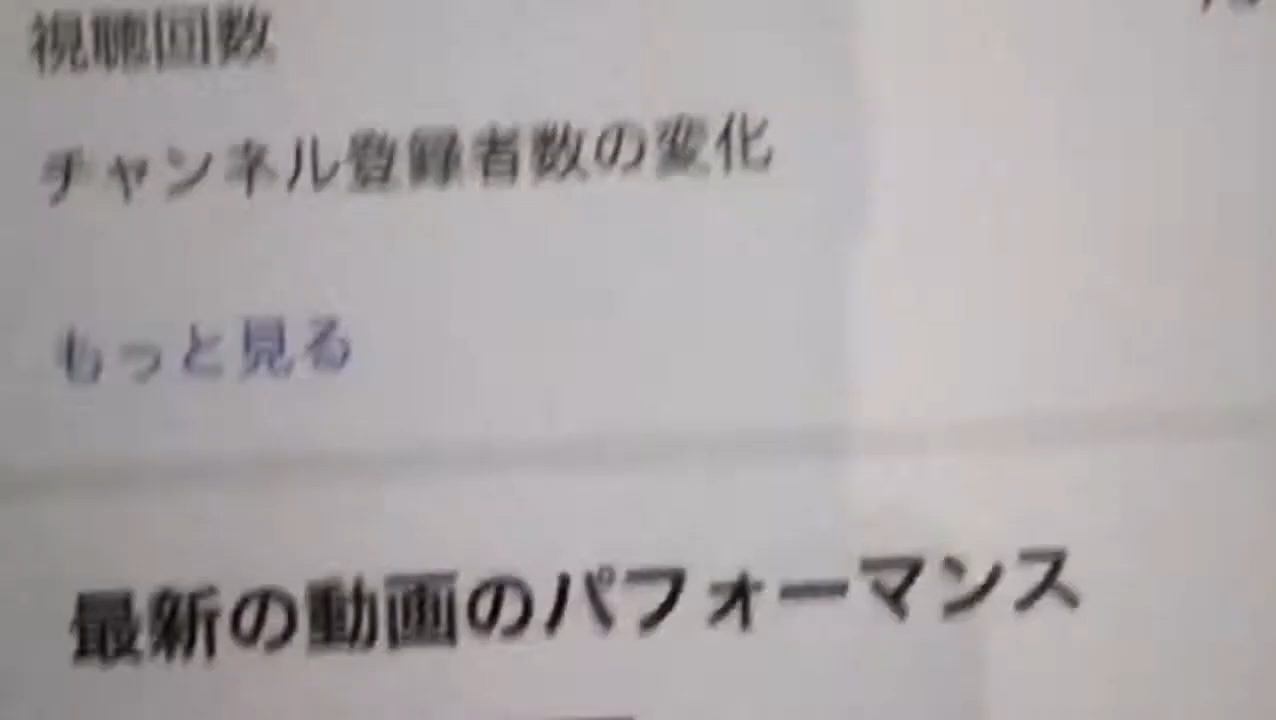 視聴回数
チャンネル登録者数の変化
もっと見る
最新の動画のパフォーマンス